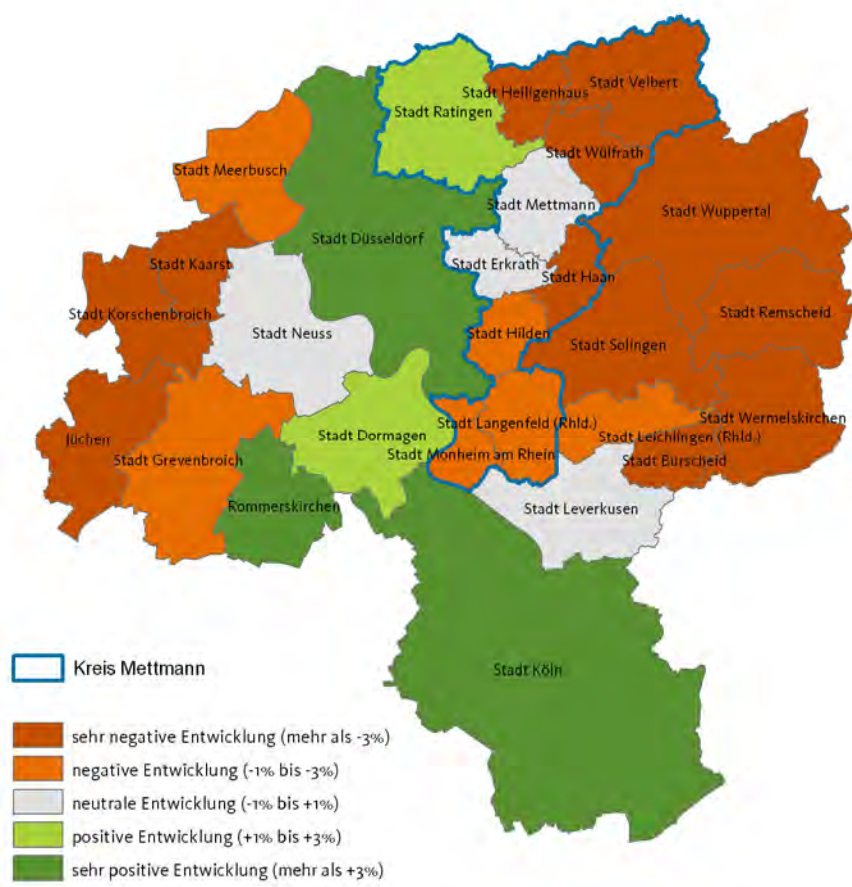 Stadt Velbert
Stadt Heiligenhaus
Stadt Ratingen
Stadt Wülfrath
Stadt Meerbusch
Stadt Mettmann
Stadt Wuppertal
Stadt Düsseldorf
Stadt Kaarst
Stadt Erkrath
Stadt Haan
Stadt Korschenbroich
Stadt Remscheid
Stadt Neuss
Stadt Hilden
Stadt Solingen
Stadt Wermelskirchen
Stadt Langenfeld (Rhld.)
Jüchen
Stadt Dormagen
Stadt Leichlingen (Rhld.)
Stadt Monheim am Rhein
Stadt Grevenbroich
Stadt Burscheid
Rommerskirchen
Stadt Leverkusen
Stadt Köln
Kreis Mettmann
sehr negative Entwicklung (mehr als -3%)
negative Entwicklung (-1% bis -3%)
neutrale Entwicklung (-1% bis +1%)
positive Entwicklung (+1% bis +3%)
sehr positive Entwicklung (mehr als +3%)